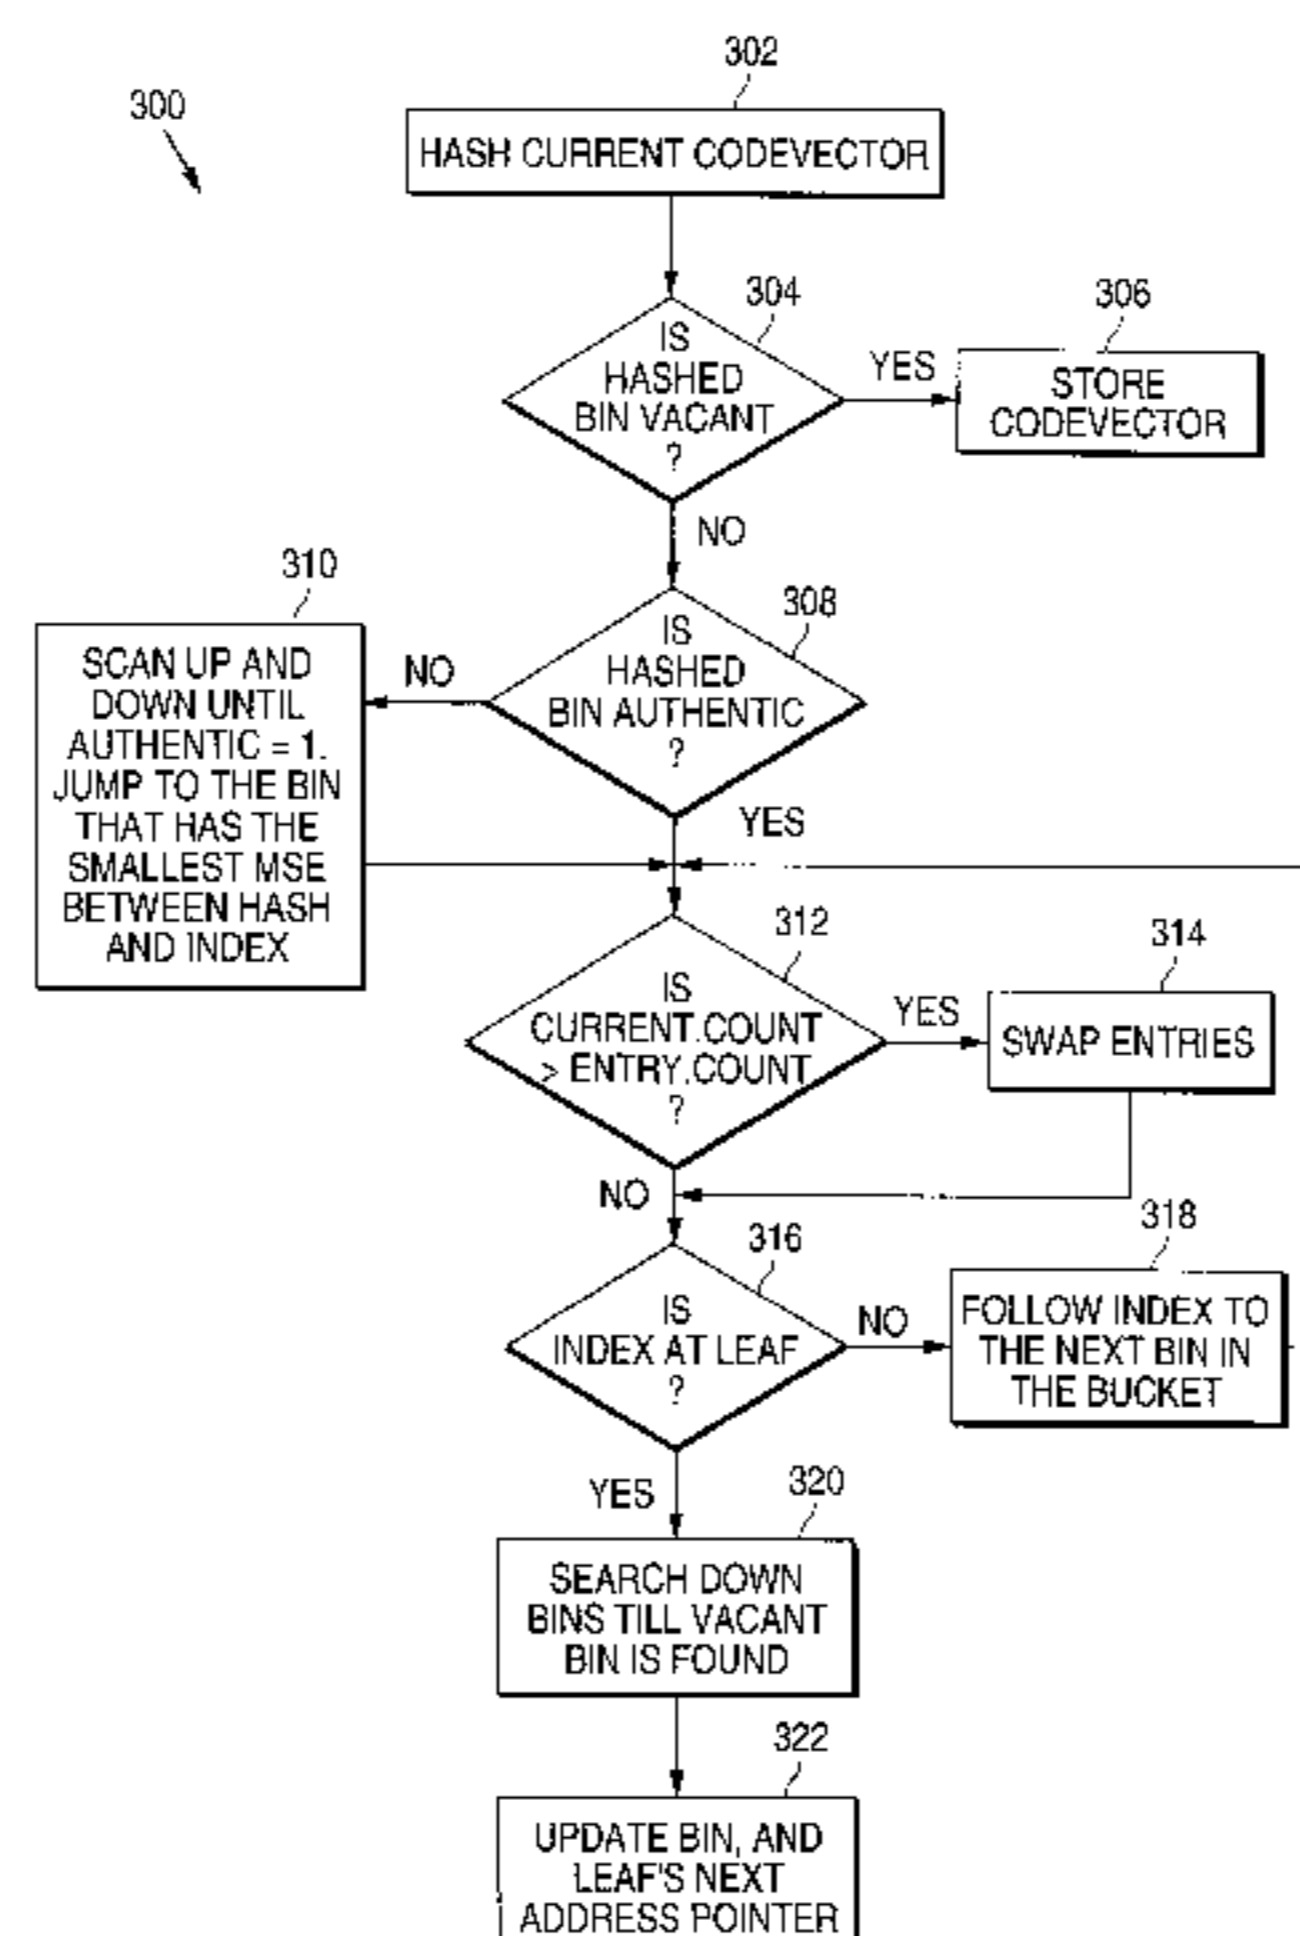 300
302
HASH CURRENT CODEVECTOR
304
IS
HASHED
BIN VACANT
?
YES
306
STORE
CODEVECTOR
NO
308
IS
HASHED
BIN AUTHENTIC
?
NO
310
SCAN UP AND
DOWN UNTIL
AUTHENTIC = 1.
JUMP TO THE BIN
THAT HAS THE
SMALLEST MSE
BETWEEN HASH
AND INDEX
YES
312
IS
CURRENT.COUNT
> ENTRY.COUNT
?
YES
314
SWAP ENTRIES
NO
316
IS
INDEX AT LEAF
?
NO
318
FOLLOW INDEX TO
THE NEXT BIN IN
THE BUCKET
YES
320
SEARCH DOWN
BINS TILL VACANT
BIN IS FOUND
322
UPDATE BIN, AND
LEAF'S NEXT
ADDRESS POINTER